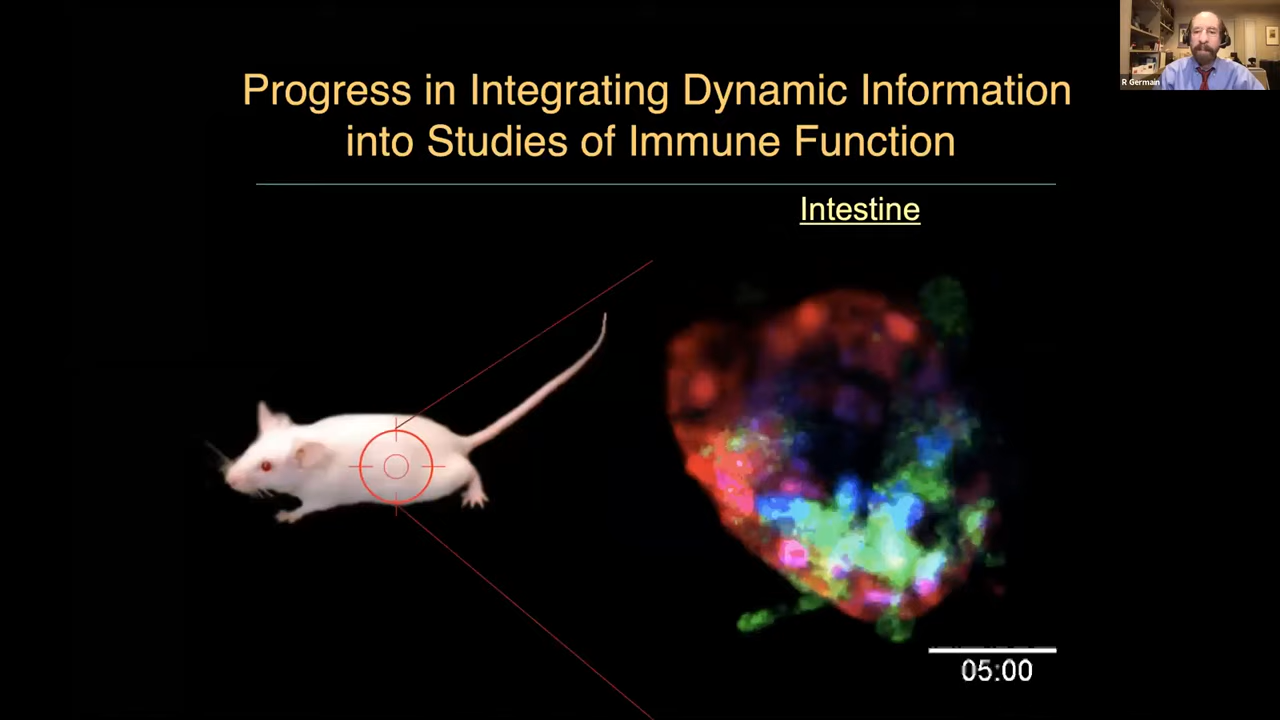 Progress in Integrating Dynamic Information
into Studies of Immune Function
Intestine
05:00
R Germain